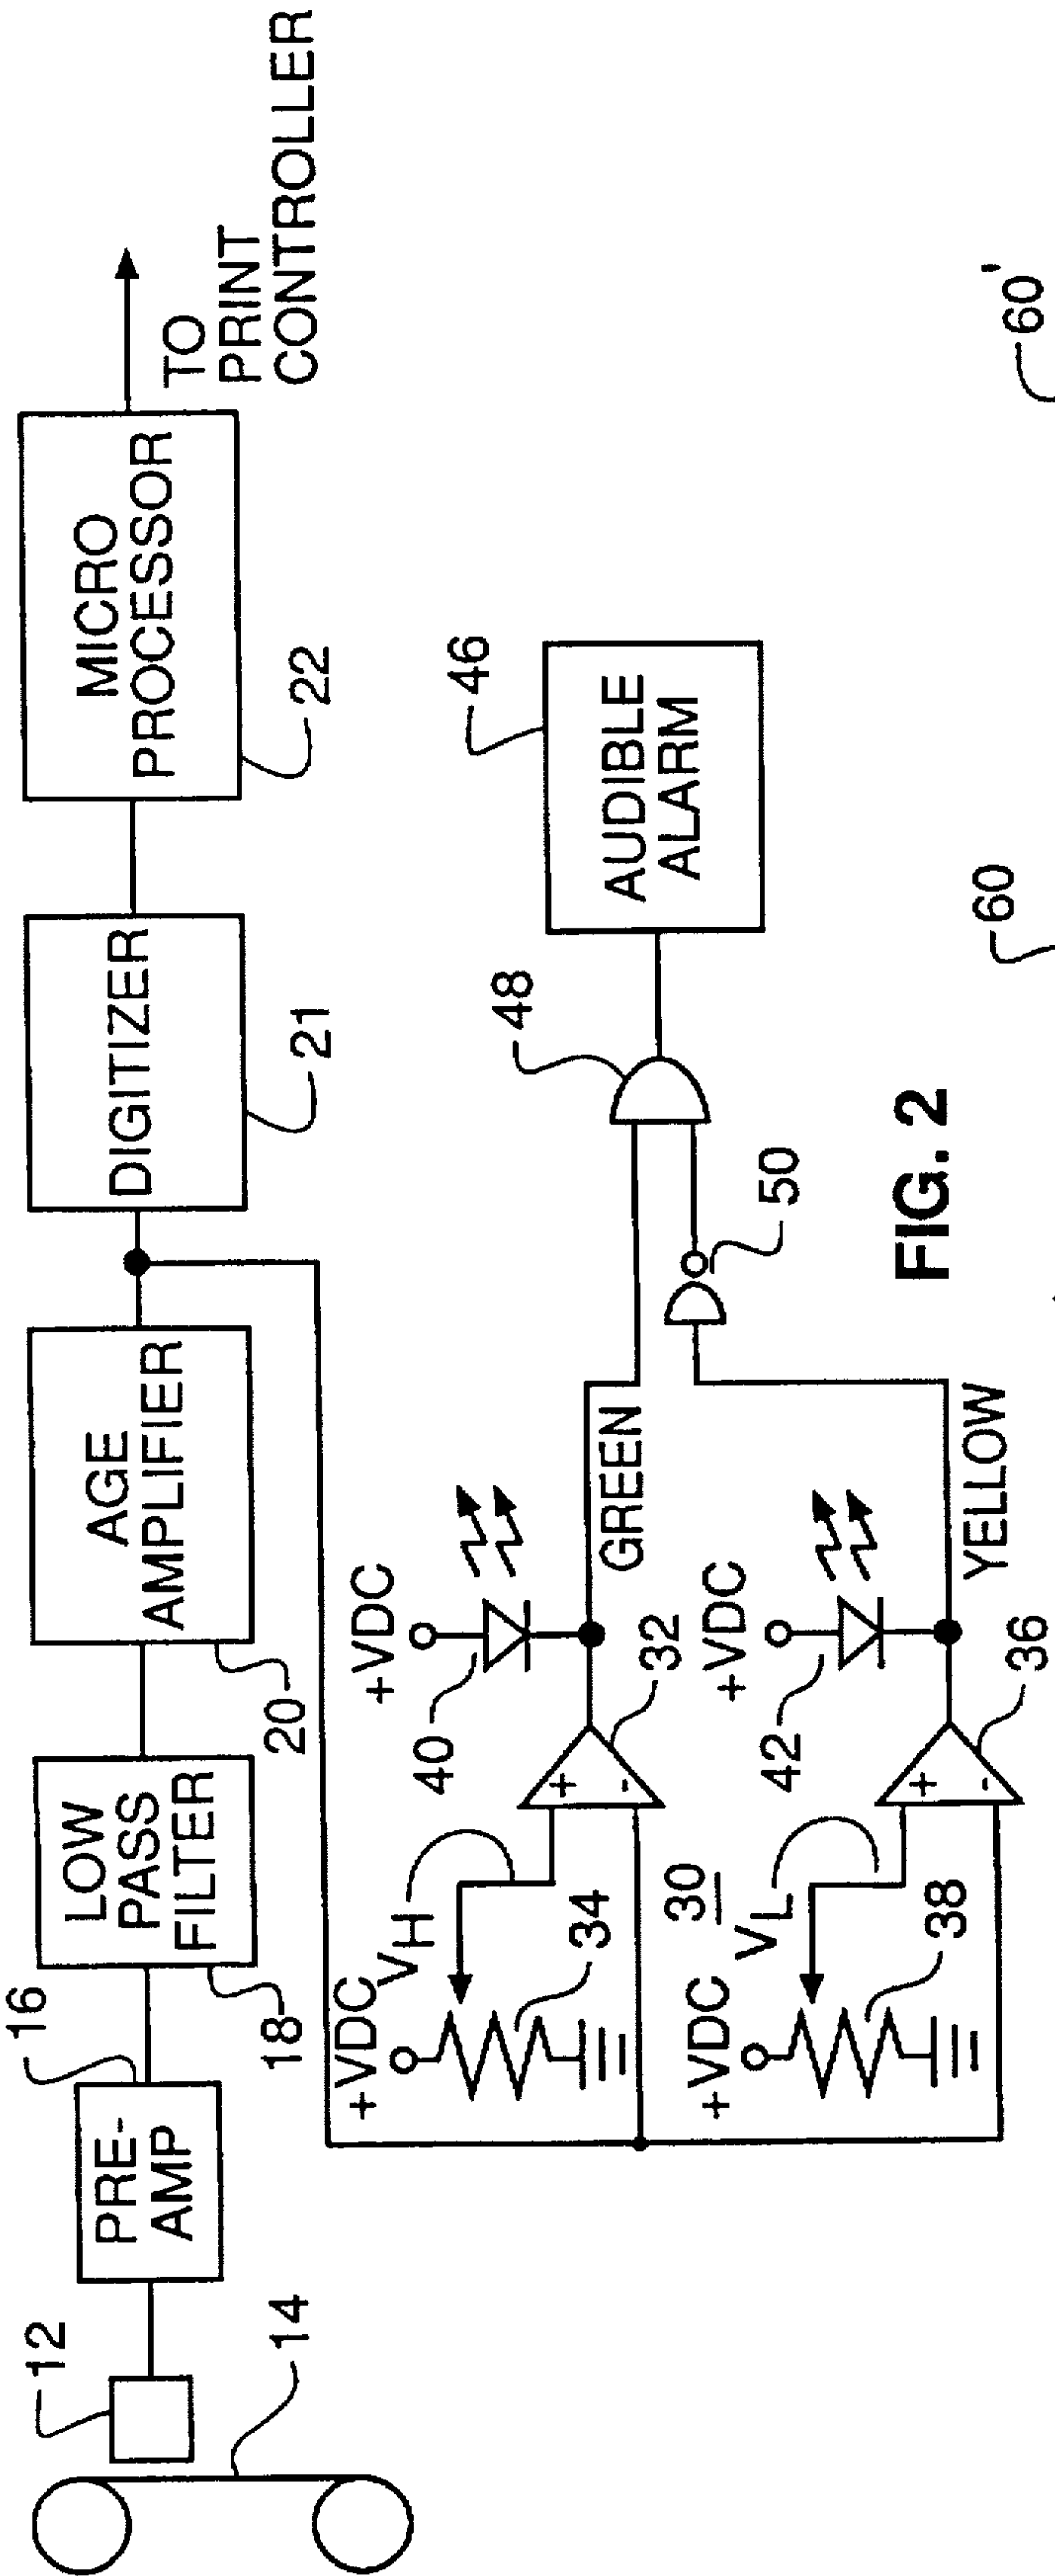 12
14
PRE-
AMP
16
LOW
PASS
FILTER
18
AGE
AMPLIFIER
20
DIGITIZER
21
MICRO
PROCESSOR
22
TO
PRINT
CONTROLLER
+VDC
VH
34
+VDC
40
32
GREEN
30
+VDC
VL
38
+VDC
42
36
YELLOW
50
48
AUDIBLE
ALARM
46
FIG. 2
60
60'